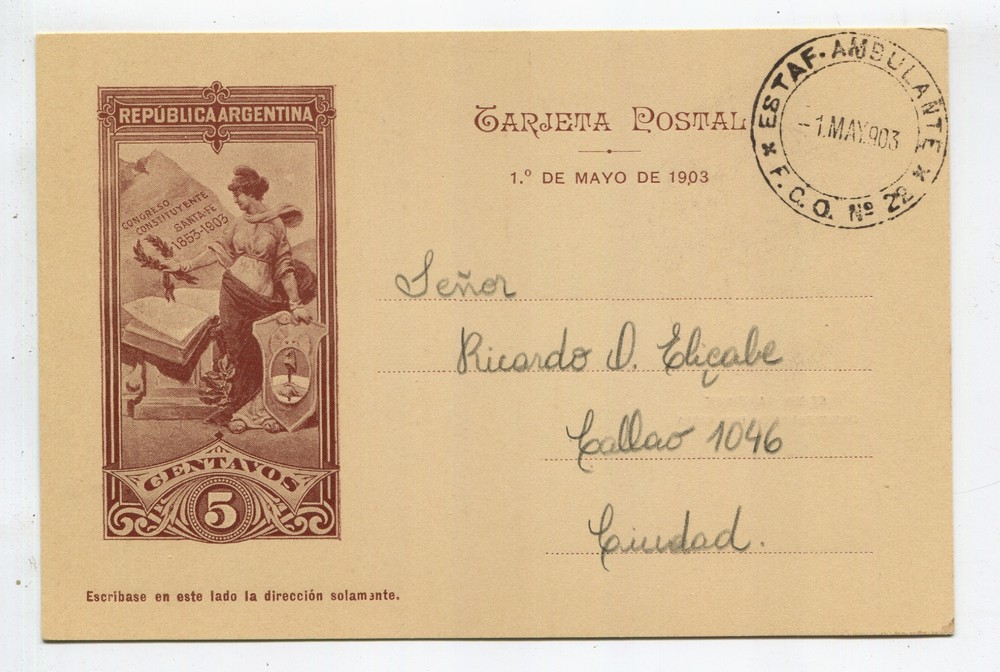 REPÚBLICA ARGENTINA
CONGRESO
CONSTITUYENTE
SANTA-FE
1853-1903
CENTAVOS
5
TARJETA POSTAL
1.º DE MAYO DE 1903
* ESTAF. AMBULANTE *
-1.MAY.903
F.C.O. Nº 22
Señor
Ricardo O. Eliçabe
Callao 1046
Ciudad.
Escríbase en este lado la dirección solamente.